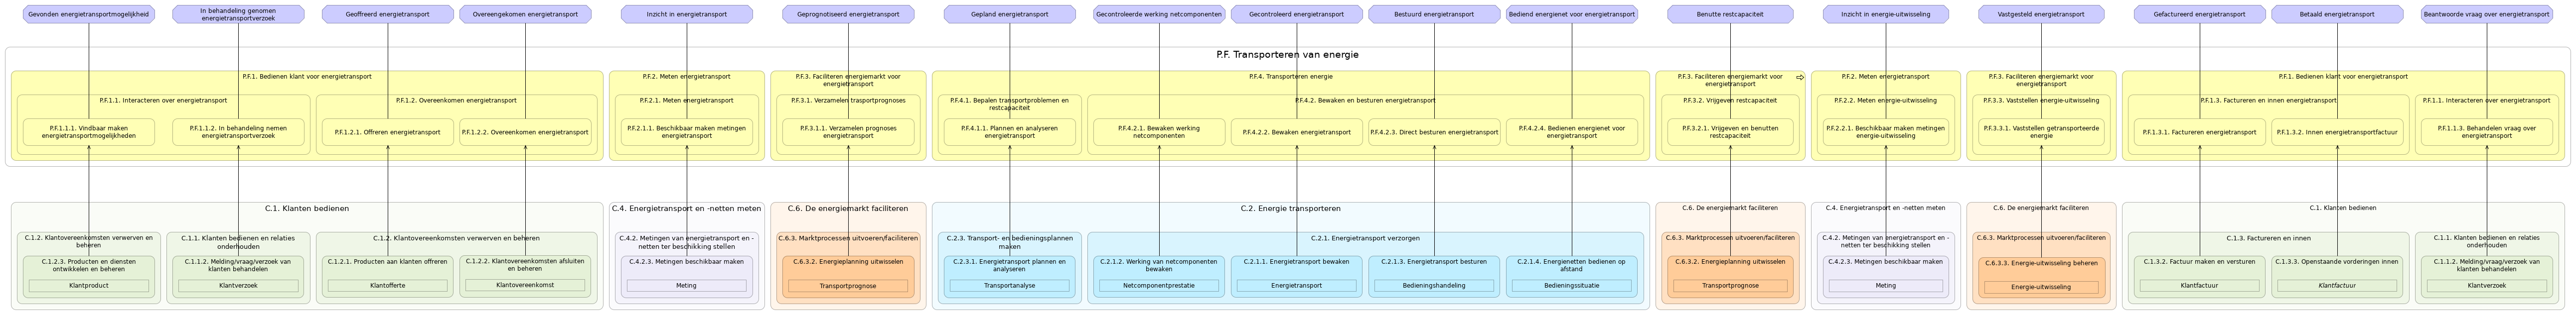 Gevonden energietransportmogelijkheid
In behandeling genomen
energietransportverzoek
Geoffreerd energietransport
Overeengekomen energietransport
Inzicht in energietransport
Geprognotiseerd energietransport
Gepland energietransport
Gecontroleerde werking netcomponenten
Gecontroleerd energietransport
Bestuurd energietransport
Bediend energienet voor energietransport
Benutte restcapaciteit
Inzicht in energie-uitwisseling
Vastgesteld energietransport
Gefactureerd energietransport
Betaald energietransport
Beantwoorde vraag over energietransport
P.F. Transporteren van energie
P.F.1. Bedienen klant voor energietransport
P.F.1.1. Interacteren over energietransport
P.F.1.1.1. Vindbaar maken
energietransportmogelijkheden
P.F.1.1.2. In behandeling nemen
energietransportverzoek
P.F.1.2. Overeenkomen energietransport
P.F.1.2.1. Offreren energietransport
P.F.1.2.2. Overeenkomen energietransport
P.F.2. Meten energietransport
P.F.2.1. Meten energietransport
P.F.2.1.1. Beschikbaar maken metingen
energietransport
P.F.3. Faciliteren energiemarkt voor
energietransport
P.F.3.1. Verzamelen trasportprognoses
P.F.3.1.1. Verzamelen prognoses
energietransport
P.F.4. Transporteren energie
P.F.4.1. Bepalen transportproblemen en
restcapaciteit
P.F.4.1.1. Plannen en analyseren
energietransport
P.F.4.2. Bewaken en besturen energietransport
P.F.4.2.1. Bewaken werking
netcomponenten
P.F.4.2.2. Bewaken energietransport
P.F.4.2.3. Direct besturen energietransport
P.F.4.2.4. Bedienen energienet voor
energietransport
P.F.3. Faciliteren energiemarkt voor
energietransport
P.F.3.2. Vrijgeven restcapaciteit
P.F.3.2.1. Vrijgeven en benutten
restcapaciteit
P.F.2. Meten energietransport
P.F.2.2. Meten energie-uitwisseling
P.F.2.2.1. Beschikbaar maken metingen
energie-uitwisseling
P.F.3. Faciliteren energiemarkt voor
energietransport
P.F.3.3. Vaststellen energie-uitwisseling
P.F.3.3.1. Vaststellen getransporteerde
energie
P.F.1. Bedienen klant voor energietransport
P.F.1.3. Factureren en innen energietransport
P.F.1.3.1. Factureren energietransport
P.F.1.3.2. Innen energietransportfactuur
P.F.1.1. Interacteren over energietransport
P.F.1.1.3. Behandelen vraag over
energietransport
C.1. Klanten bedienen
C.1.2. Klantovereenkomsten verwerven en
beheren
C.1.2.3. Producten en diensten
ontwikkelen en beheren
Klantproduct
C.1.1. Klanten bedienen en relaties
onderhouden
C.1.1.2. Melding/vraag/verzoek van
klanten behandelen
Klantverzoek
C.1.2. Klantovereenkomsten verwerven en beheren
C.1.2.1. Producten aan klanten offreren
Klantofferte
C.1.2.2. Klantovereenkomsten afsluiten
en beheren
Klantovereenkomst
C.4. Energietransport en -netten meten
C.4.2. Metingen van energietransport en -
netten ter beschikking stellen
C.4.2.3. Metingen beschikbaar maken
Meting
C.6. De energiemarkt faciliteren
C.6.3. Marktprocessen uitvoeren/faciliteren
C.6.3.2. Energieplanning uitwisselen
Transportprognose
C.2. Energie transporteren
C.2.3. Transport- en bedieningsplannen
maken
C.2.3.1. Energietransport plannen en
analyseren
Transportanalyse
C.2.1. Energietransport verzorgen
C.2.1.2. Werking van netcomponenten
bewaken
Netcomponentprestatie
C.2.1.1. Energietransport bewaken
Energietransport
C.2.1.3. Energietransport besturen
Bedieningshandeling
C.2.1.4. Energienetten bedienen op
afstand
Bedieningssituatie
C.6. De energiemarkt faciliteren
C.6.3. Marktprocessen uitvoeren/faciliteren
C.6.3.2. Energieplanning uitwisselen
Transportprognose
C.4. Energietransport en -netten meten
C.4.2. Metingen van energietransport en -
netten ter beschikking stellen
C.4.2.3. Metingen beschikbaar maken
Meting
C.6. De energiemarkt faciliteren
C.6.3. Marktprocessen uitvoeren/faciliteren
C.6.3.3. Energie-uitwisseling beheren
Energie-uitwisseling
C.1. Klanten bedienen
C.1.3. Factureren en innen
C.1.3.2. Factuur maken en versturen
Klantfactuur
C.1.3.3. Openstaande vorderingen innen
Klantfactuur
C.1.1. Klanten bedienen en relaties
onderhouden
C.1.1.2. Melding/vraag/verzoek van
klanten behandelen
Klantverzoek